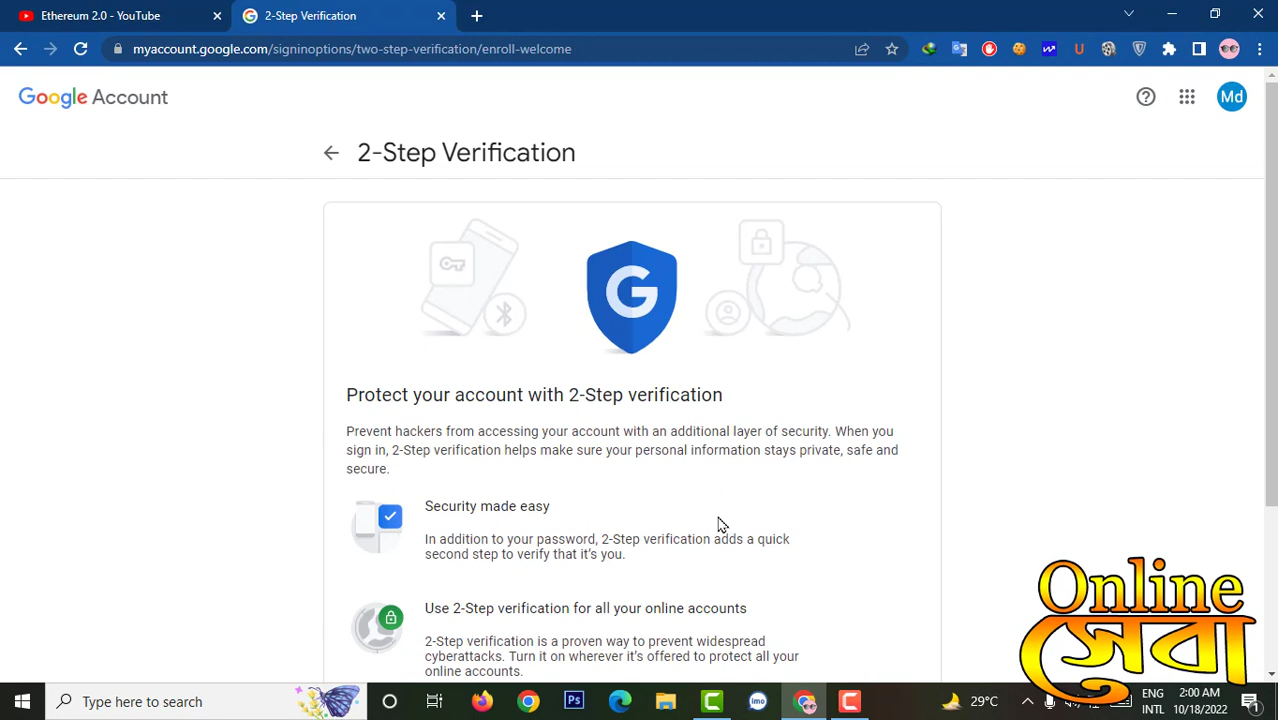 Ethereum 2.0 - YouTube
2-Step Verification
myaccount.google.com/signinoptions/two-step-verification/enroll-welcome
Google Account
Md
2-Step Verification
G
Protect your account with 2-Step verification
Prevent hackers from accessing your account with an additional layer of security. When you
sign in, 2-Step verification helps make sure your personal information stays private, safe and
secure.
Security made easy
In addition to your password, 2-Step verification adds a quick
second step to verify that it's you.
Use 2-Step verification for all your online accounts
2-Step verification is a proven way to prevent widespread
cyberattacks. Turn it on wherever it's offered to protect all your
online accounts.
Online
সেবা
Type here to search
Ps
imo
29°C
ENG
INTL
2:00 AM
10/18/2022
1